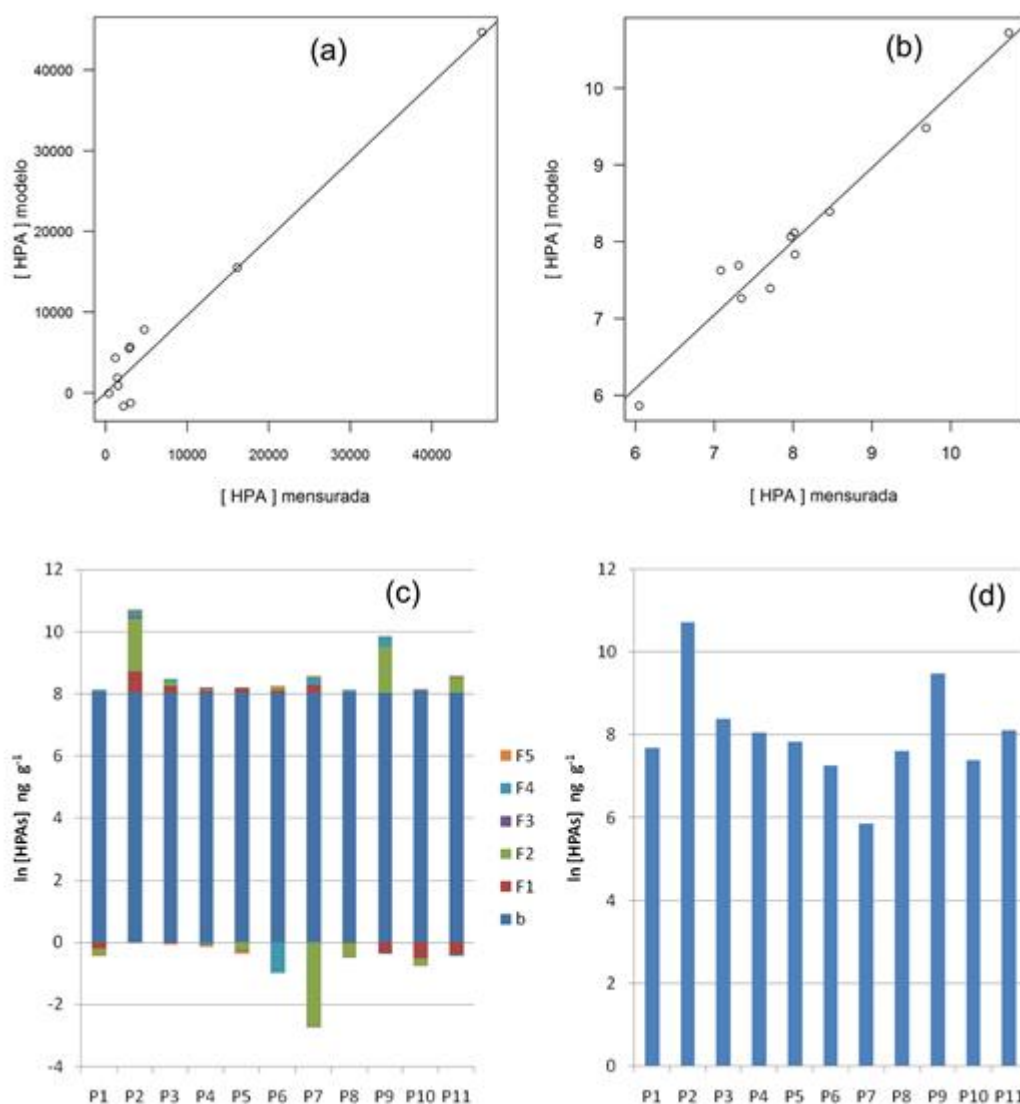 (a)
[ HPA ] modelo
40000
30000
20000
10000
0
0 10000 20000 30000 40000
[ HPA ] mensurada
(b)
[ HPA ] modelo
10
9
8
7
6
6 7 8 9 10
[ HPA ] mensurada
(c)
ln [HPAs] ng g⁻¹
12
10
8
6
4
2
0
-2
-4
P1 P2 P3 P4 P5 P6 P7 P8 P9 P10 P11
F5
F4
F3
F2
F1
b
(d)
ln [HPAs] ng g⁻¹
12
10
8
6
4
2
0
P1 P2 P3 P4 P5 P6 P7 P8 P9 P10 P11